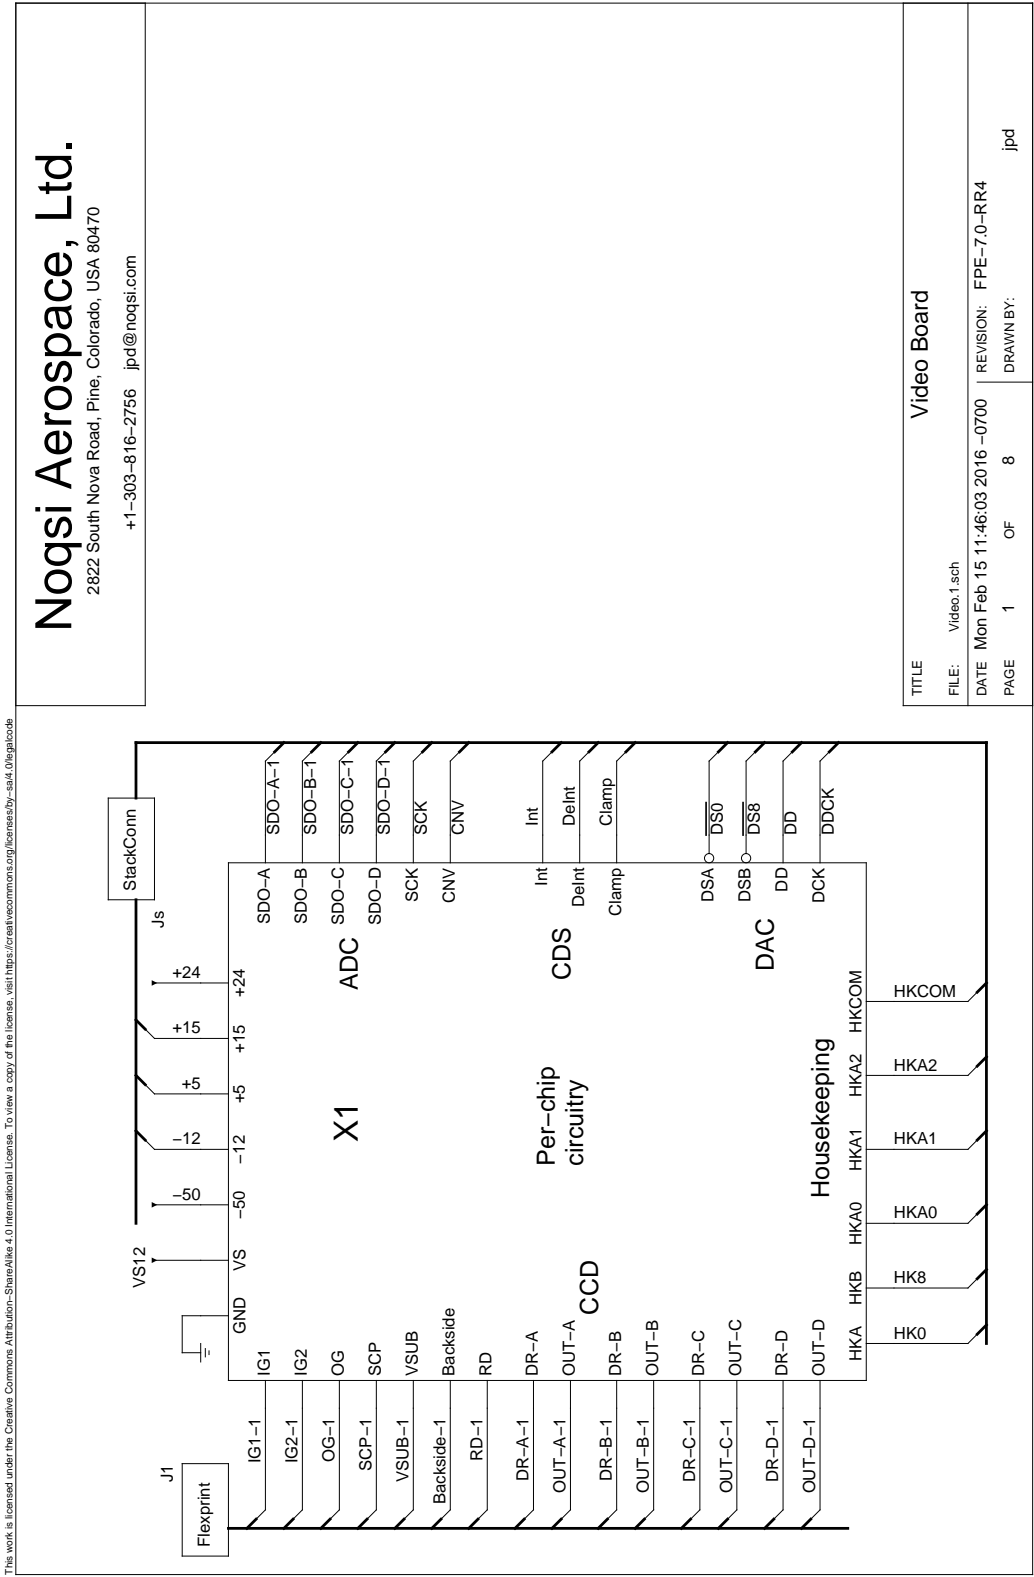 This work is licensed under the Creative Commons Attribution−ShareAlike 4.0 International License. To view a copy of the license, visit https://creativecommons.org/licenses/by−sa/4.0/legalcode
Noqsi Aerospace, Ltd.
2822 South Nova Road, Pine, Colorado, USA 80470
+1−303−816−2756 jpd@noqsi.com
J1
Flexprint
Js
StackConn
VS12
−50
−12
+5
+15
+24
GND
VS
−50
−12
+5
+15
+24
IG1−1
IG1
SDO−A
SDO−A−1
IG2−1
IG2
SDO−B
SDO−B−1
OG−1
OG
SDO−C
SDO−C−1
SCP−1
SCP
SDO−D
SDO−D−1
VSUB−1
VSUB
SCK
SCK
Backside−1
Backside
CNV
CNV
RD−1
RD
X1
ADC
DR−A−1
DR−A
Int
Int
OUT−A−1
OUT−A
DeInt
DeInt
DR−B−1
DR−B
Clamp
Clamp
OUT−B−1
OUT−B
CCD
Per−chip
circuitry
CDS
DR−C−1
DR−C
DSA
DS0
OUT−C−1
OUT−C
DSB
DS8
DR−D−1
DR−D
DD
DD
OUT−D−1
OUT−D
DCK
DDCK
Housekeeping
DAC
HKA
HKB
HKA0
HKA1
HKA2
HKCOM
HK0
HK8
HKA0
HKA1
HKA2
HKCOM
TITLE
Video Board
FILE: Video.1.sch
DATE Mon Feb 15 11:46:03 2016 −0700
REVISION: FPE−7.0−RR4
PAGE 1 OF 8
DRAWN BY: jpd